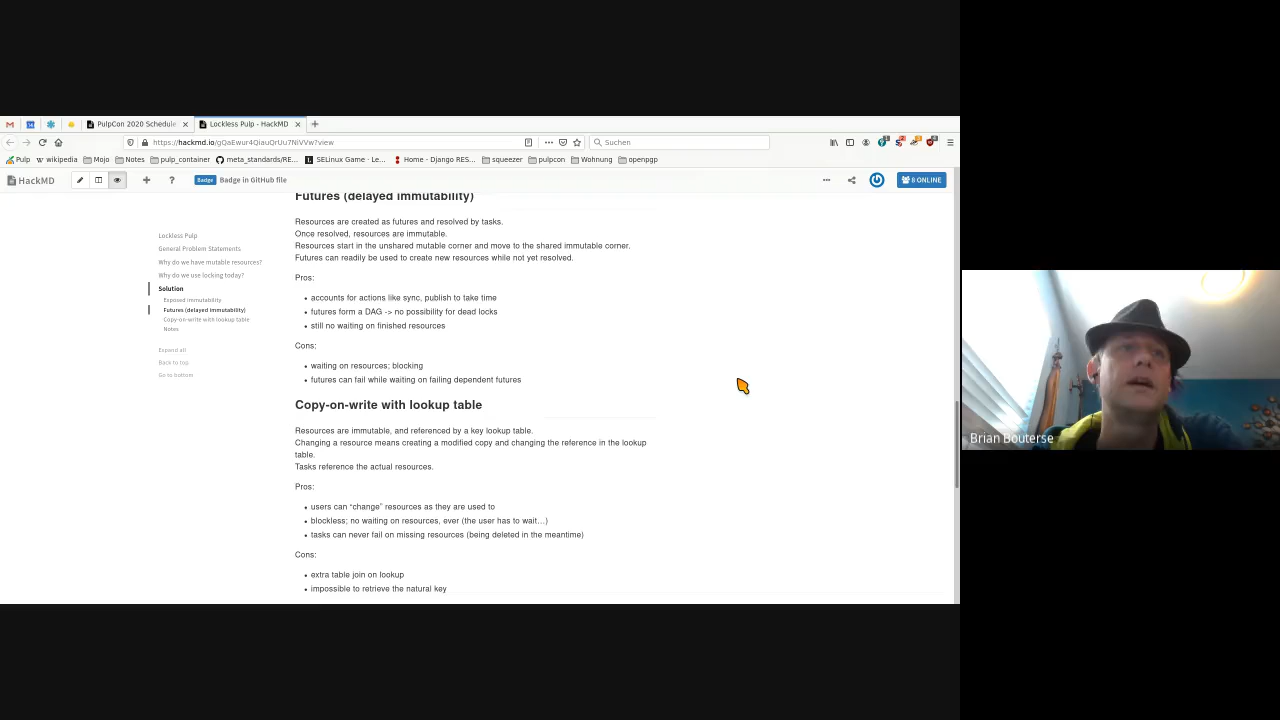 PulpCon 2020 Schedule
Lockless Pulp - HackMD
https://hackmd.io/gQaEwur4QiauQrUu7NiVVw?view
Suchen
Pulp
wikipedia
Mojo
Notes
pulp_container
meta_standards/RE...
SELinux Game - Le...
Home · Django RES...
squeezer
pulpcon
Wohnung
openpgp
HackMD
Badge
Badge in GitHub file
8 ONLINE
Lockless Pulp
General Problem Statements
Why do we have mutable resources?
Why do we use locking today?
Solution
Exposed immutability
Futures (delayed immutability)
Copy-on-write with lookup table
Notes
Expand all
Back to top
Go to bottom
Futures (delayed immutability)
Resources are created as futures and resolved by tasks.
Once resolved, resources are immutable.
Resources start in the unshared mutable corner and move to the shared immutable corner.
Futures can readily be used to create new resources while not yet resolved.
Pros:
• accounts for actions like sync, publish to take time
• futures form a DAG -> no possibility for dead locks
• still no waiting on finished resources
Cons:
• waiting on resources; blocking
• futures can fail while waiting on failing dependent futures
Copy-on-write with lookup table
Resources are immutable, and referenced by a key lookup table.
Changing a resource means creating a modified copy and changing the reference in the lookup
table.
Tasks reference the actual resources.
Pros:
• users can “change” resources as they are used to
• blockless; no waiting on resources, ever (the user has to wait…)
• tasks can never fail on missing resources (being deleted in the meantime)
Cons:
• extra table join on lookup
• impossible to retrieve the natural key
Brian Bouterse